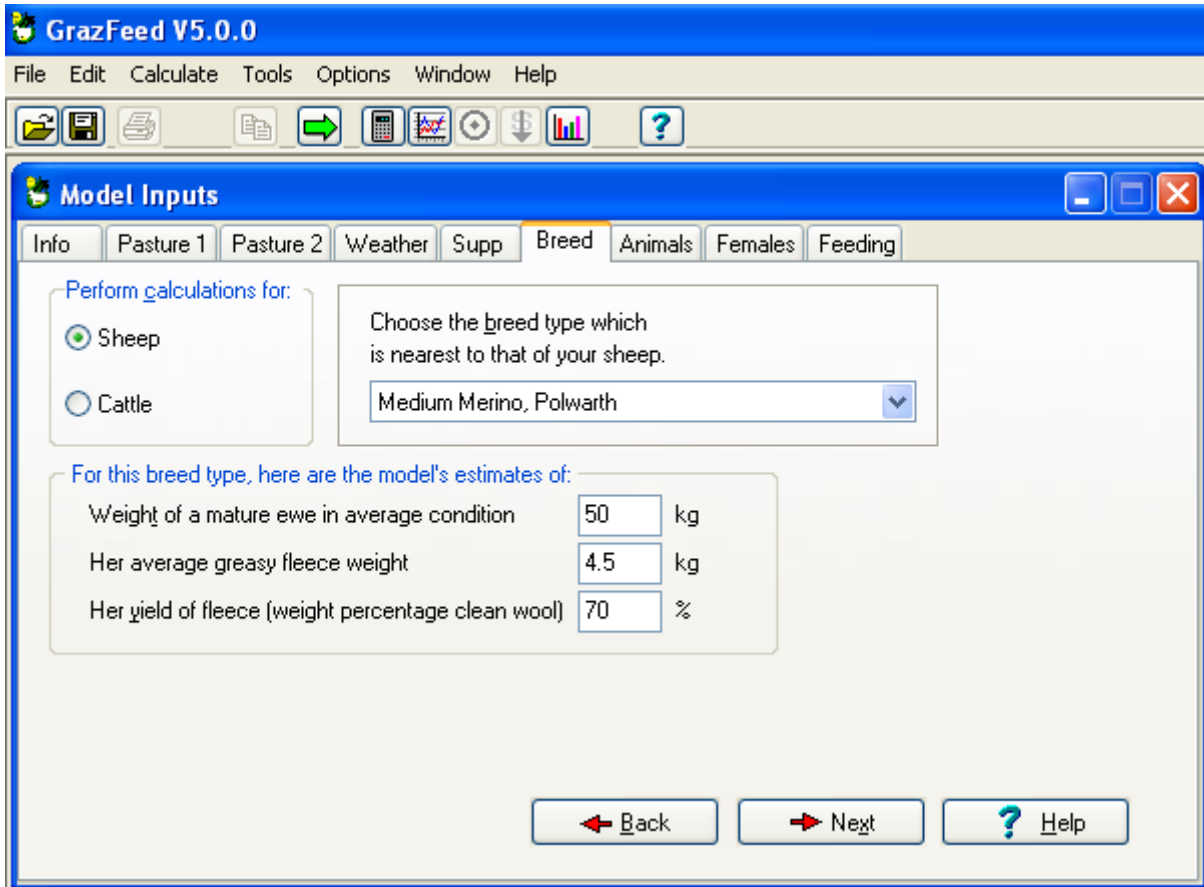 GrazFeed V5.0.0
File Edit Calculate Tools Options Window Help
Model Inputs
Info Pasture 1 Pasture 2 Weather Supp Breed Animals Females Feeding
Perform calculations for:
Sheep
Cattle
Choose the breed type which
is nearest to that of your sheep.
Medium Merino, Polwarth
For this breed type, here are the model's estimates of:
Weight of a mature ewe in average condition 50 kg
Her average greasy fleece weight 4.5 kg
Her yield of fleece (weight percentage clean wool) 70 %
Back Next Help